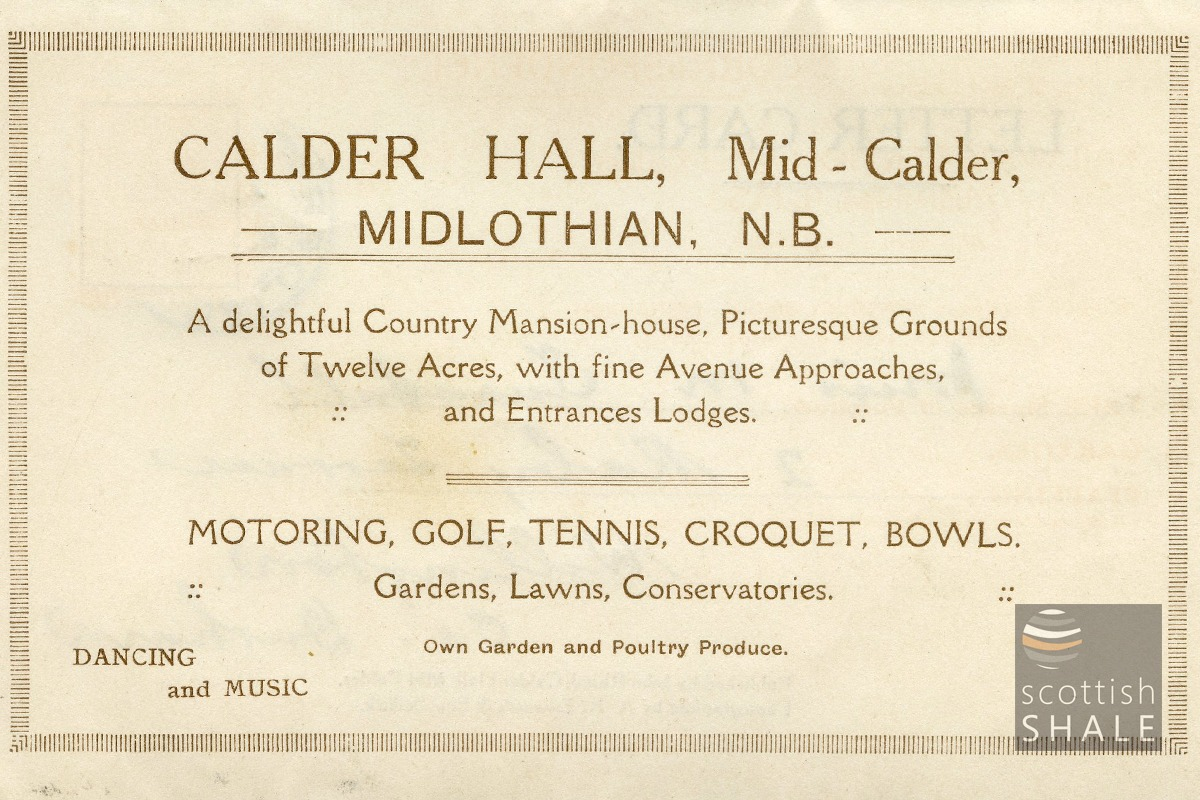 CALDER HALL, Mid - Calder,
MIDLOTHIAN, N.B.
A delightful Country Mansion-house, Picturesque Grounds
of Twelve Acres, with fine Avenue Approaches,
:: and Entrances Lodges. ::
MOTORING, GOLF, TENNIS, CROQUET, BOWLS.
:: Gardens, Lawns, Conservatories. ::
Own Garden and Poultry Produce.
DANCING
and MUSIC
scottish
SHALE